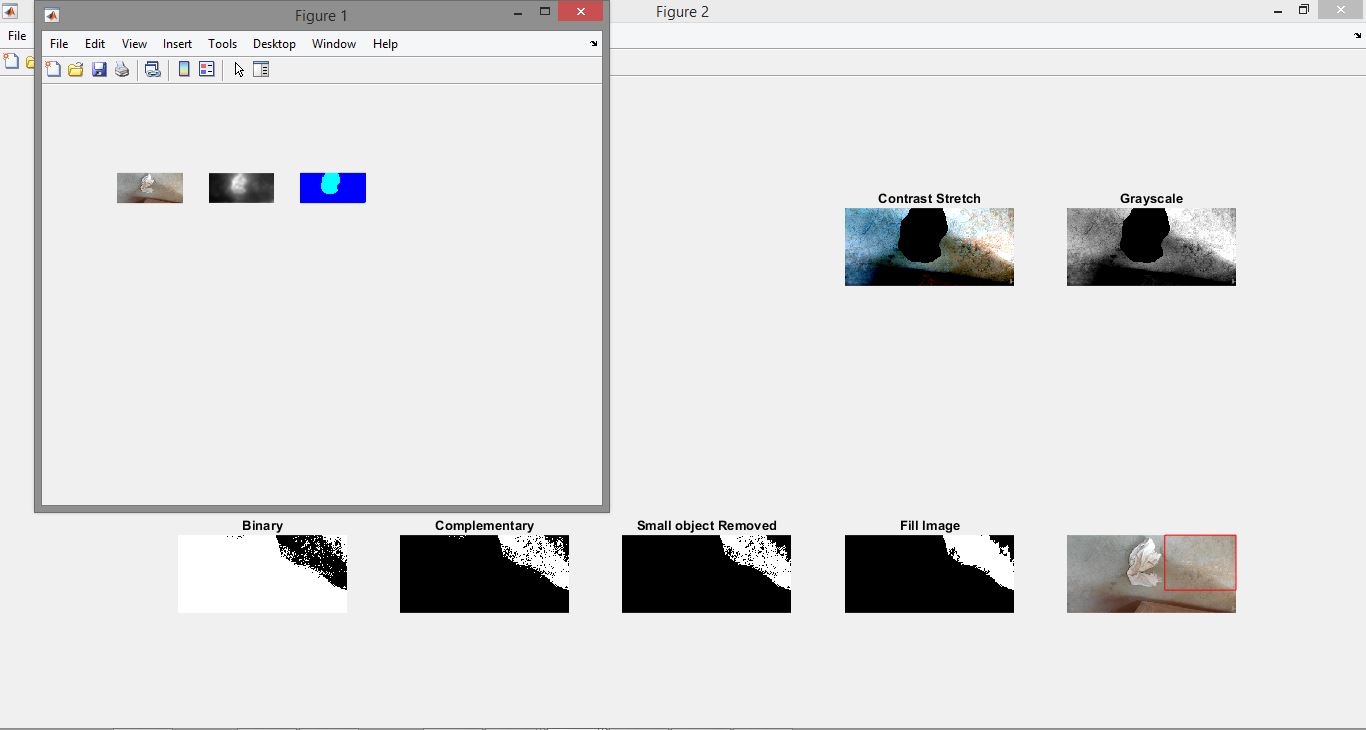 Figure 1
File Edit View Insert Tools Desktop Window Help
Figure 2
File
Contrast Stretch
Grayscale
Binary
Complementary
Small object Removed
Fill Image